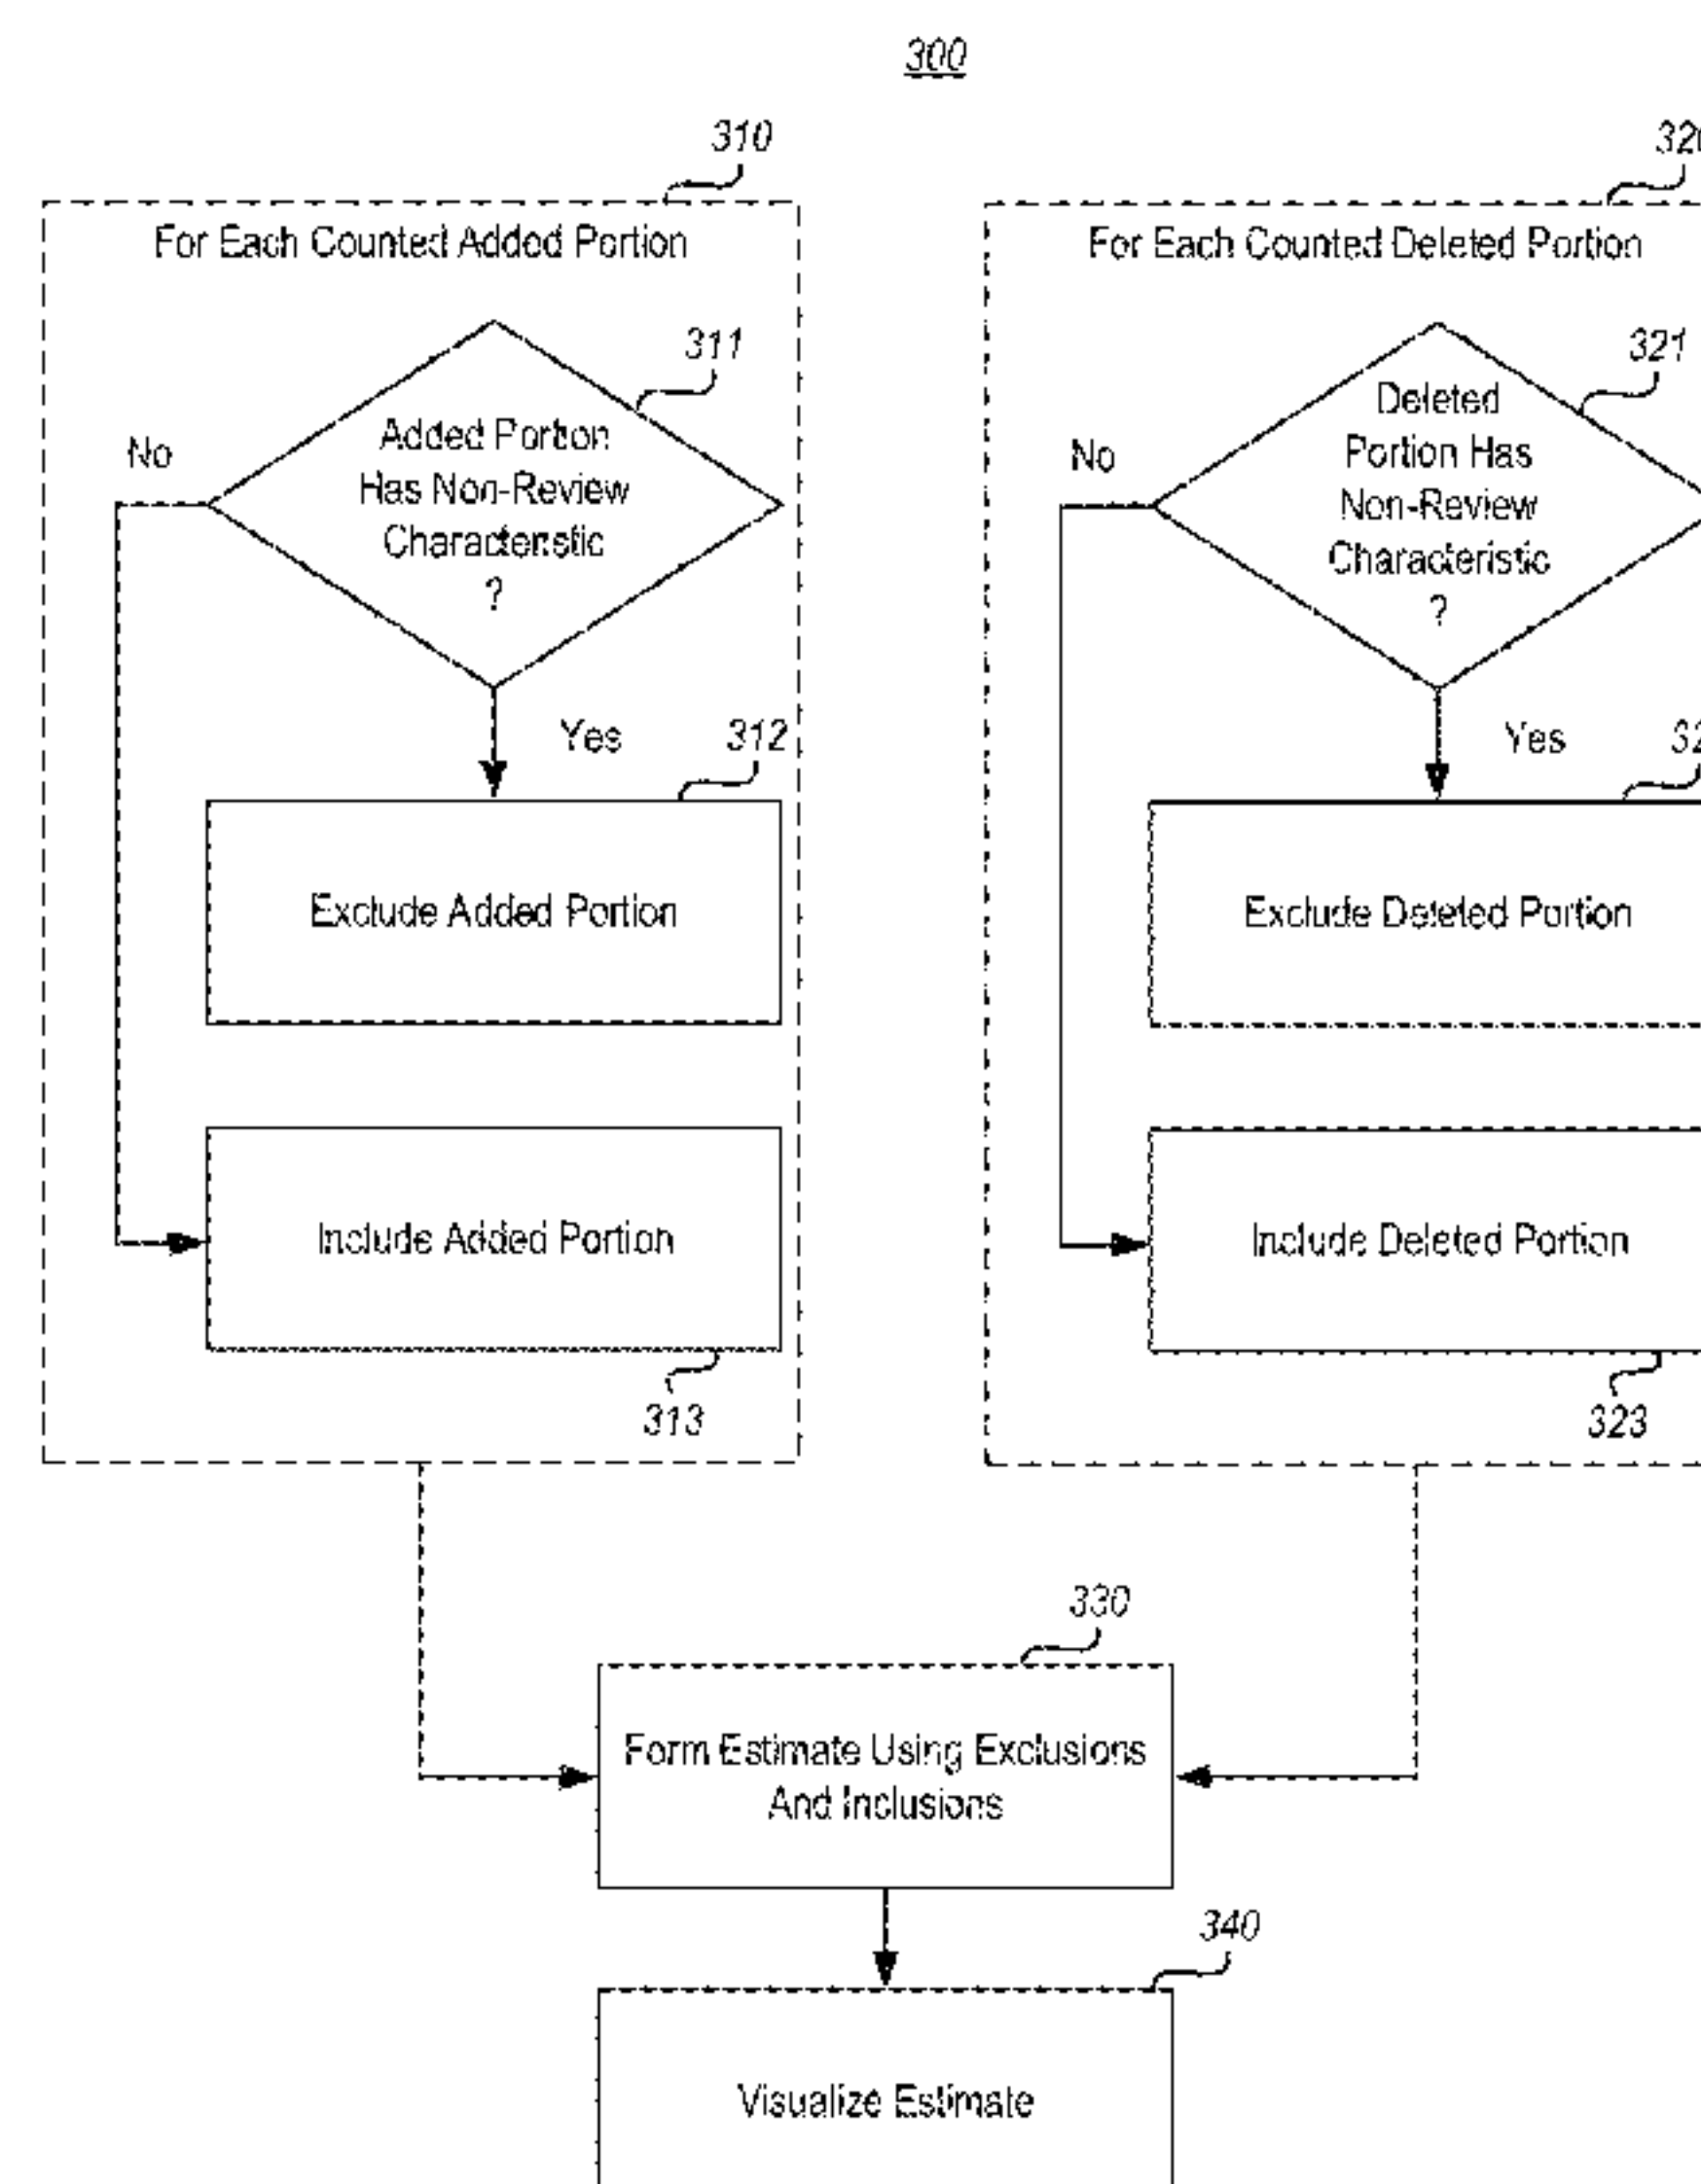 300
310
For Each Counted Added Portion
311
No
Added Portion
Has Non-Review
Characteristic
?
Yes
312
Exclude Added Portion
Include Added Portion
313
For Each Counted Deleted Portion
321
No
Deleted
Portion Has
Non-Review
Characteristic
?
Yes
Exclude Deleted Portion
Include Deleted Portion
323
330
Form Estimate Using Exclusions
And Inclusions
340
Visualize Estimate